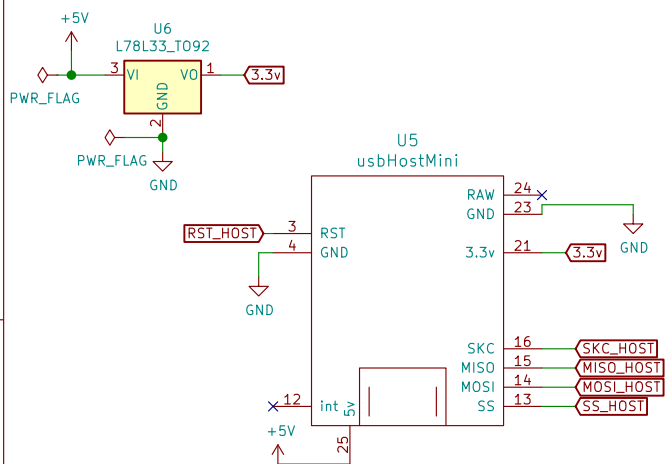 +5V
U6
L78L33_TO92
3 VI VO 1 3.3v
GND
2
PWR_FLAG
PWR_FLAG
GND
U5
usbHostMini
RAW 24
GND 23
RST_HOST 3 RST
4 GND
3.3v 21 3.3v
GND
GND
SKC 16 SKC_HOST
MISO 15 MISO_HOST
MOSI 14 MOSI_HOST
SS 13 SS_HOST
12 int
5v
25
+5V